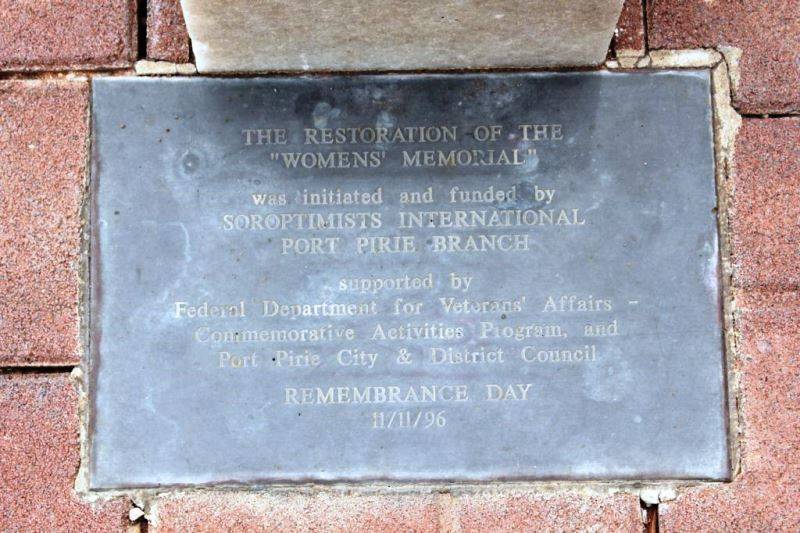 THE RESTORATION OF THE
"WOMENS' MEMORIAL"
was initiated and funded by
SOROPTIMISTS INTERNATIONAL
PORT PIRIE BRANCH
supported by
Federal Department for Veterans' Affairs -
Commemorative Activities Program, and
Port Pirie City & District Council
REMEMBRANCE DAY
11/11/96